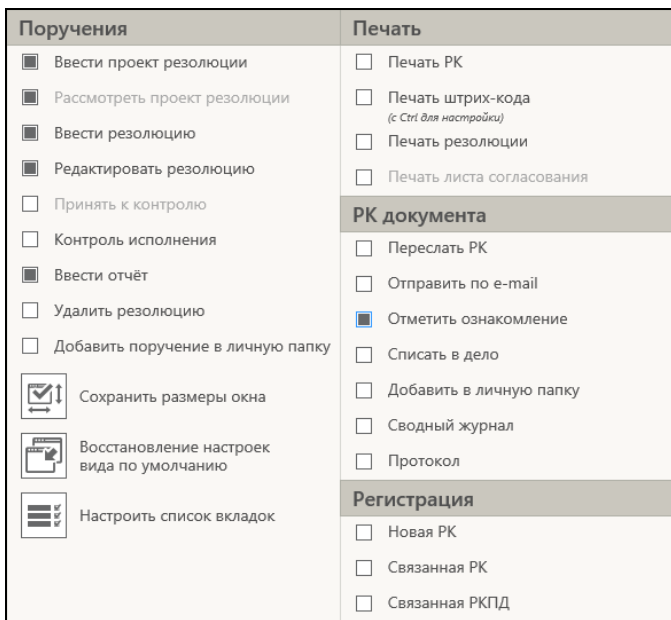 Поручения
Ввести проект резолюции
Рассмотреть проект резолюции
Ввести резолюцию
Редактировать резолюцию
Принять к контролю
Контроль исполнения
Ввести отчёт
Удалить резолюцию
Добавить поручение в личную папку
Сохранить размеры окна
Восстановление настроек
вида по умолчанию
Настроить список вкладок
Печать
Печать РК
Печать штрих-кода
(с Ctrl для настройки)
Печать резолюции
Печать листа согласования
РК документа
Переслать РК
Отправить по e-mail
Отметить ознакомление
Списать в дело
Добавить в личную папку
Сводный журнал
Протокол
Регистрация
Новая РК
Связанная РК
Связанная РКПД